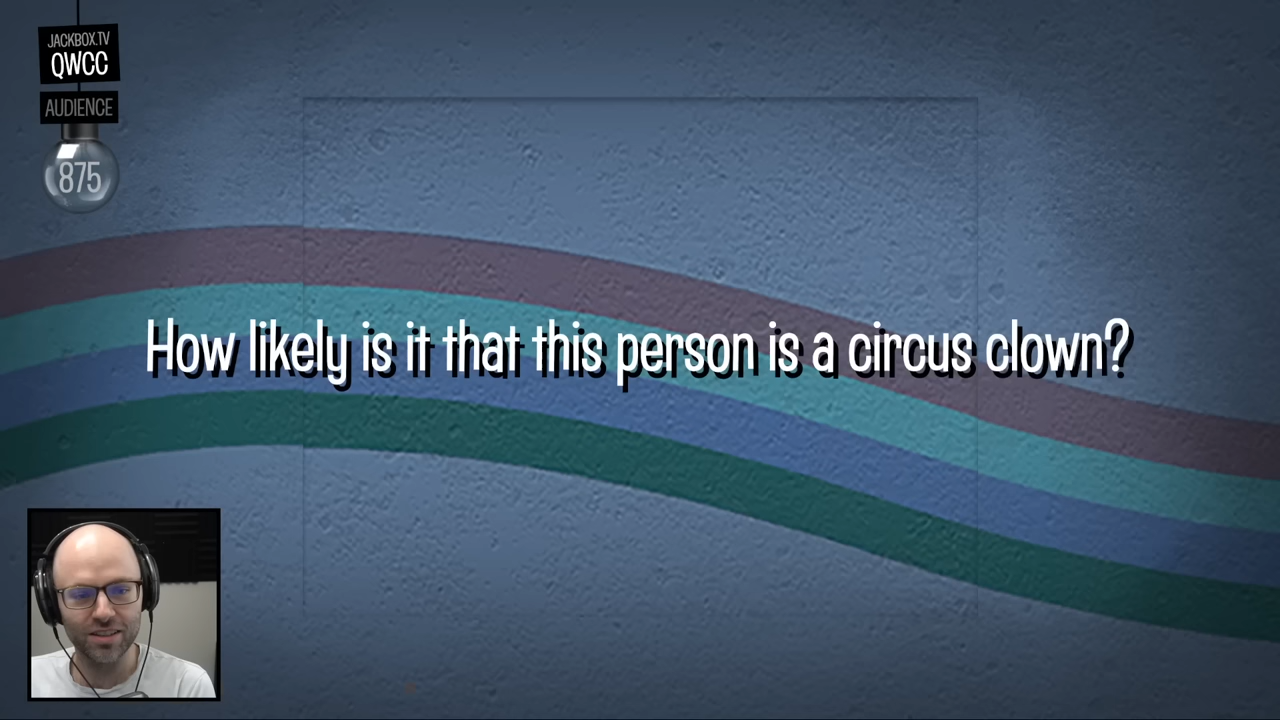 JACKBOX.TV
QWCC
AUDIENCE
875
How likely is it that this person is a circus clown?